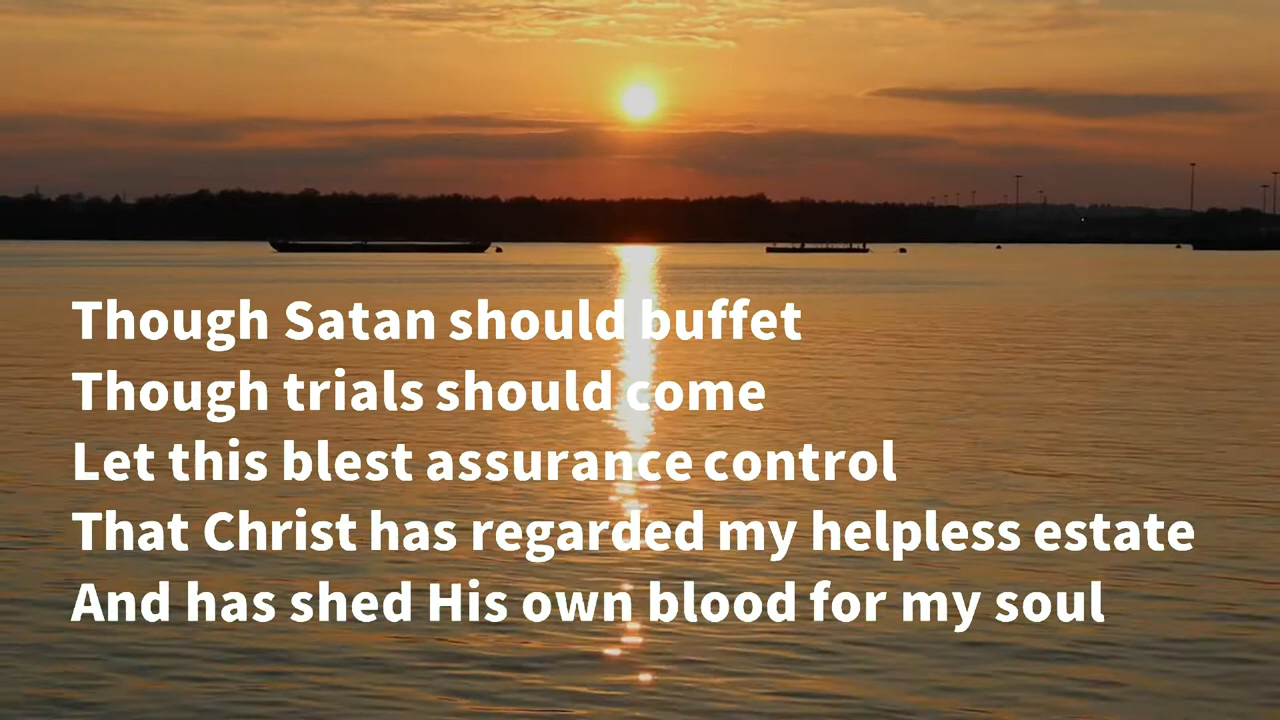 Though Satan should buffet
Though trials should come
Let this blest assurance control
That Christ has regarded my helpless estate
And has shed His own blood for my soul